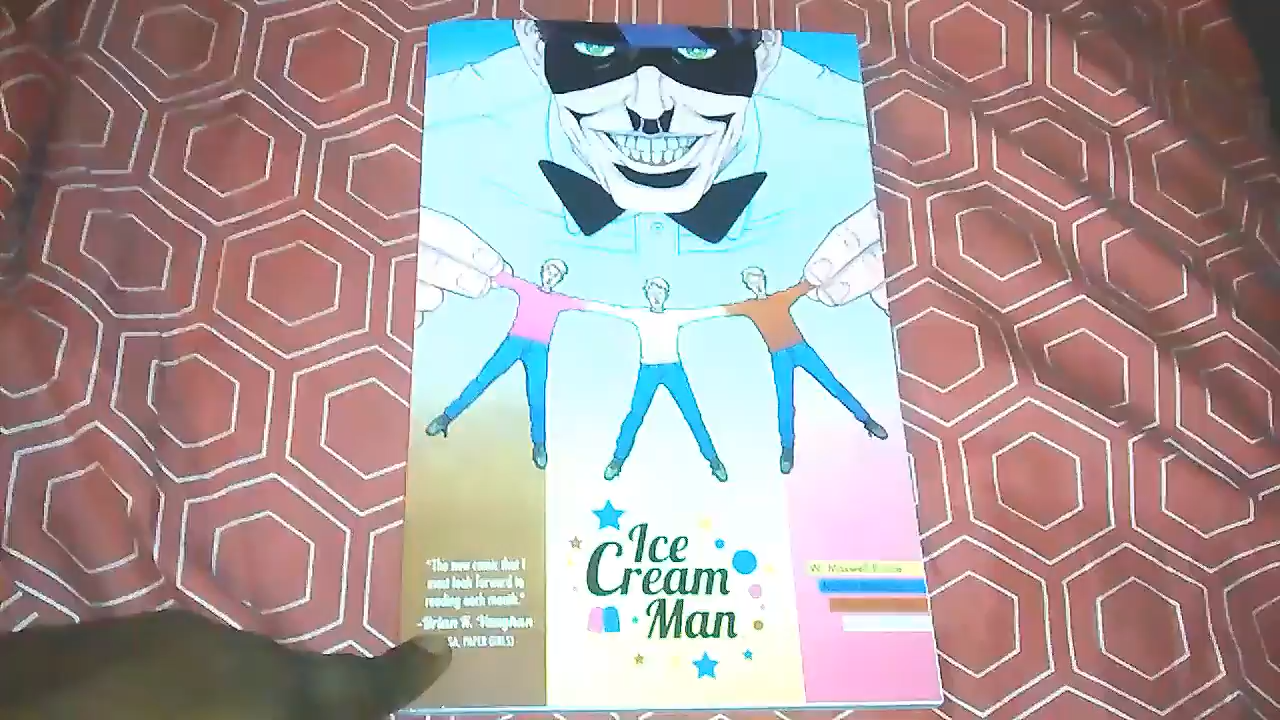 "The new comic that I
most look forward to
reading each month."
-Brian K. Vaughan
PAPER GIRLS)
Ice
Cream
Man
W. Maxwell Prince